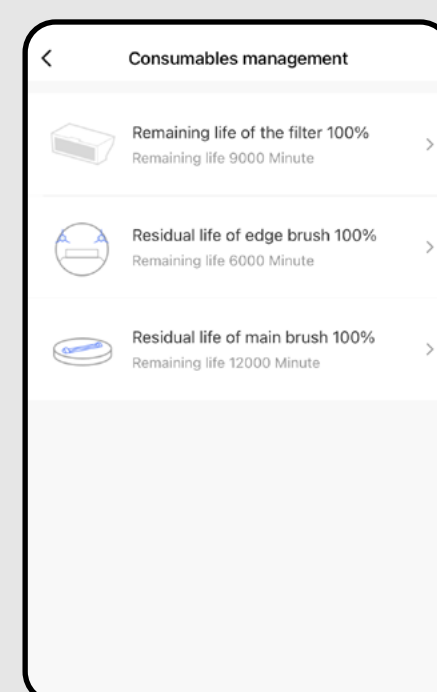 Consumables management
Remaining life of the filter 100%
Remaining life 9000 Minute
Residual life of edge brush 100%
Remaining life 6000 Minute
Residual life of main brush 100%
Remaining life 12000 Minute